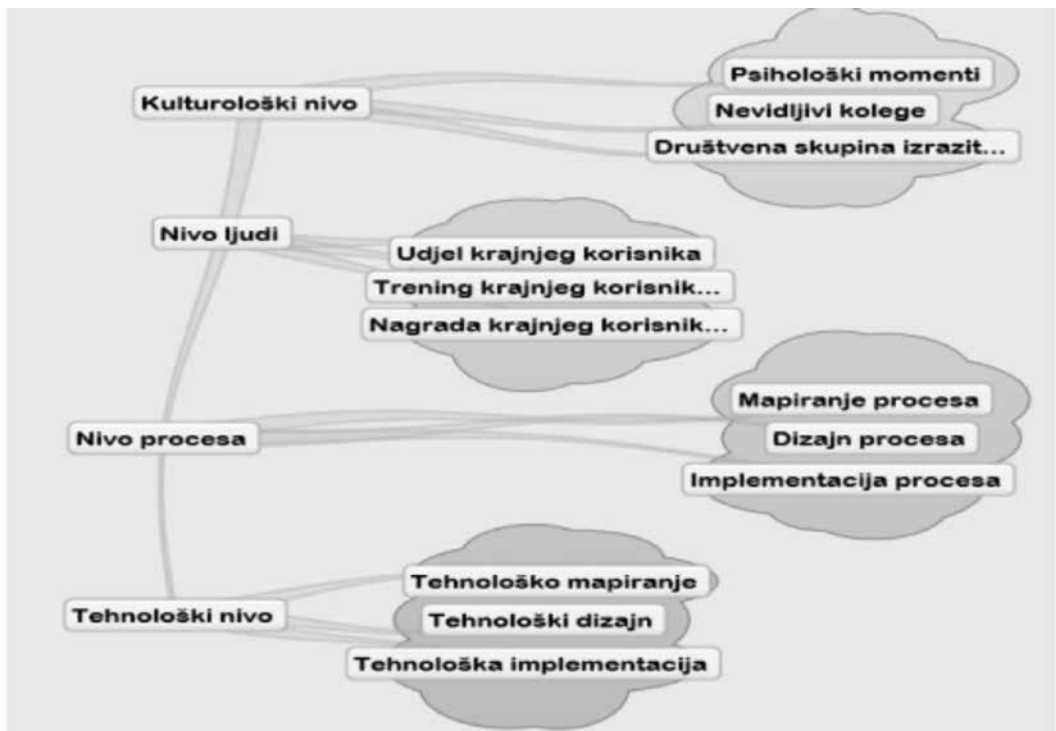 Kulturološki nivo
Psihološki momenti
Nevidljivi kolege
Društvena skupina izrazit...
Nivo ljudi
Udjel krajnjeg korisnika
Trening krajnjeg korisnik...
Nagrada krajnjeg korisnik...
Nivo procesa
Mapiranje procesa
Dizajn procesa
Implementacija procesa
Tehnološki nivo
Tehnološko mapiranje
Tehnološki dizajn
Tehnološka implementacija